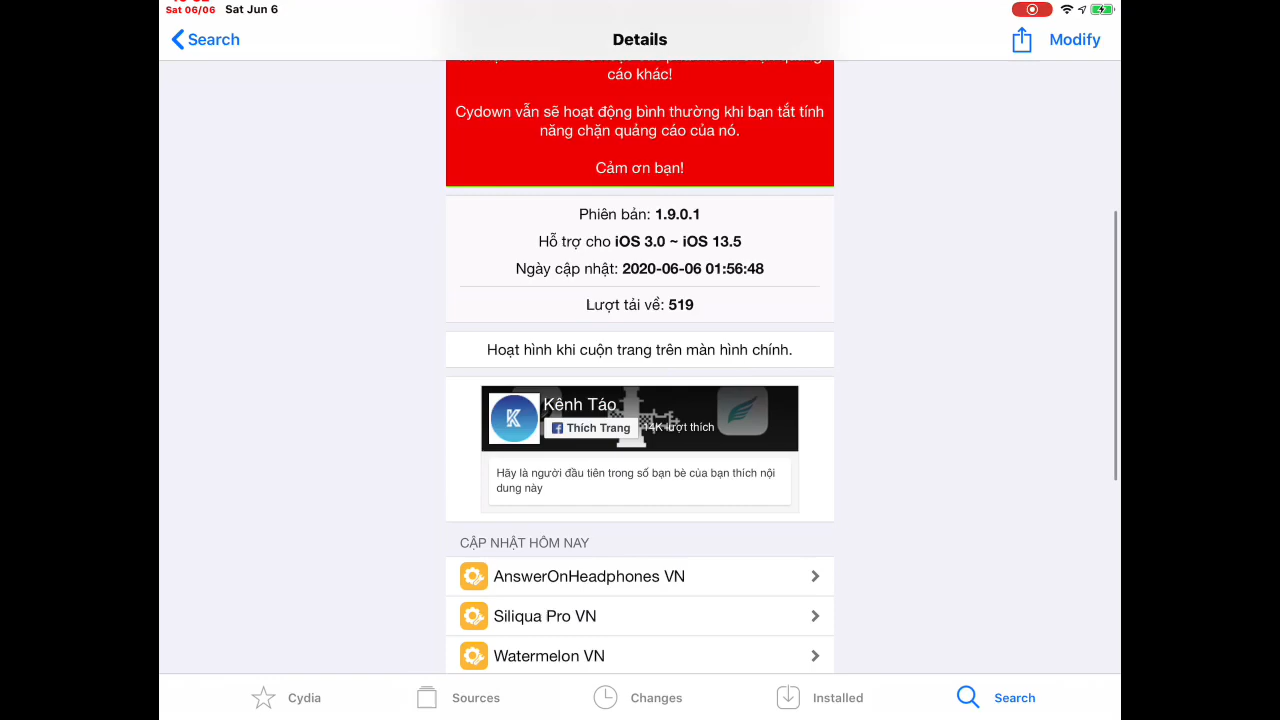 Sat 06/06 Sat Jun 6
Search Details Modify
cáo khác!
Cydown vẫn sẽ hoạt động bình thường khi bạn tắt tính
năng chặn quảng cáo của nó.
Cảm ơn bạn!
Phiên bản: 1.9.0.1
Hỗ trợ cho iOS 3.0 ~ iOS 13.5
Ngày cập nhật: 2020-06-06 01:56:48
Lượt tải về: 519
Hoạt hình khi cuộn trang trên màn hình chính.
K Kênh Táo
Thích Trang 14K lượt thích
Hãy là người đầu tiên trong số bạn bè của bạn thích nội
dung này
CẬP NHẬT HÔM NAY
AnswerOnHeadphones VN
Siliqua Pro VN
Watermelon VN
Cydia Sources Changes Installed Search